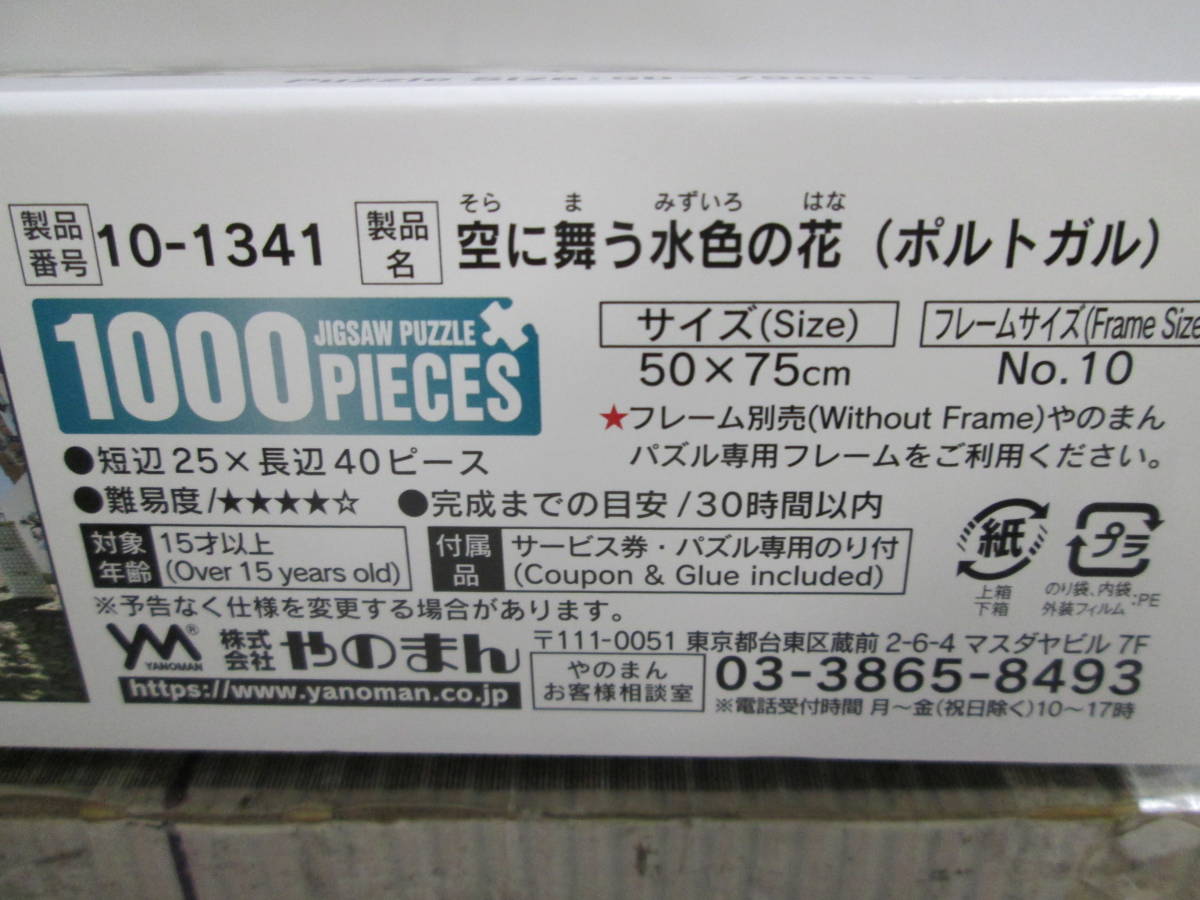 Puzzle Size:50×75cm
そら ま みずいろ はな
製品番号 10-1341 製品名 空に舞う水色の花（ポルトガル）
1000 JIGSAW PUZZLE PIECES
サイズ(Size) フレームサイズ(Frame Size
50×75cm No.10
★フレーム別売(Without Frame)やのまん
パズル専用フレームをご利用ください。
●短辺25×長辺40ピース
●難易度/★★★★☆ ●完成までの目安/30時間以内
対象年齢 15才以上 (Over 15 years old)
付属品 サービス券・パズル専用のり付 (Coupon & Glue included)
紙 上箱 下箱
プラ のり袋、内袋、外装フィルム:PE
※予告なく仕様を変更する場合があります。
YM® YANOMAN 株式会社 やのまん
〒111-0051 東京都台東区蔵前 2-6-4 マスダヤビル 7F
https://www.yanoman.co.jp
やのまん お客様相談室 03-3865-8493
※電話受付時間 月～金(祝日除く)10～17時